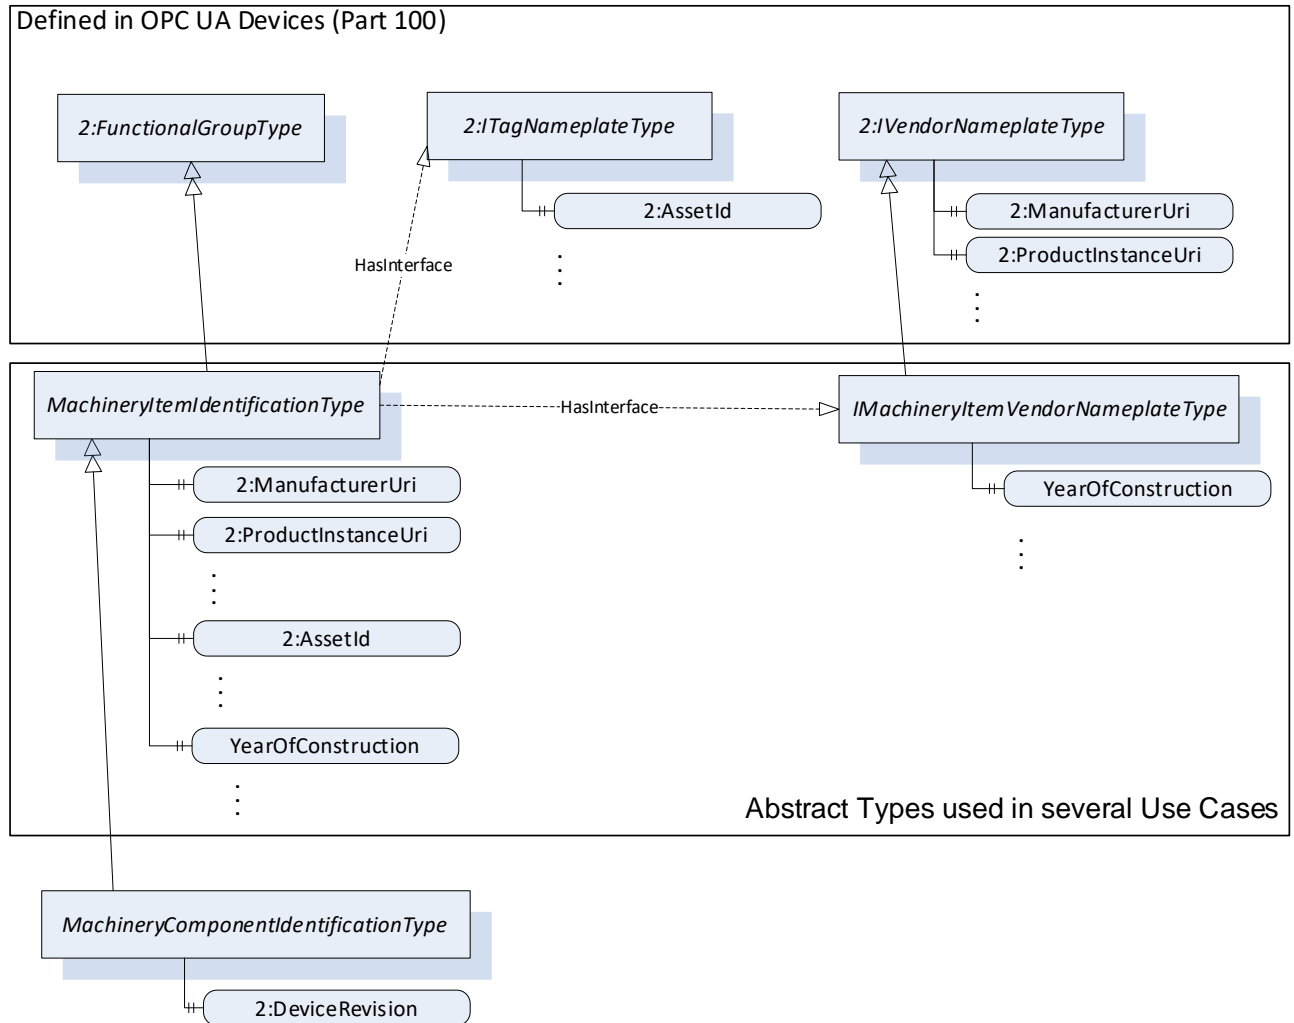 Defined in OPC UA Devices (Part 100)
2:FunctionalGroupType
2:ITagNameplateType
2:IVendorNameplateType
2:AssetId
2:ManufacturerUri
2:ProductInstanceUri
HasInterface
MachineryItemIdentificationType
HasInterface
IMachineryItemVendorNameplateType
2:ManufacturerUri
YearOfConstruction
2:ProductInstanceUri
2:AssetId
YearOfConstruction
Abstract Types used in several Use Cases
MachineryComponentIdentificationType
2:DeviceRevision